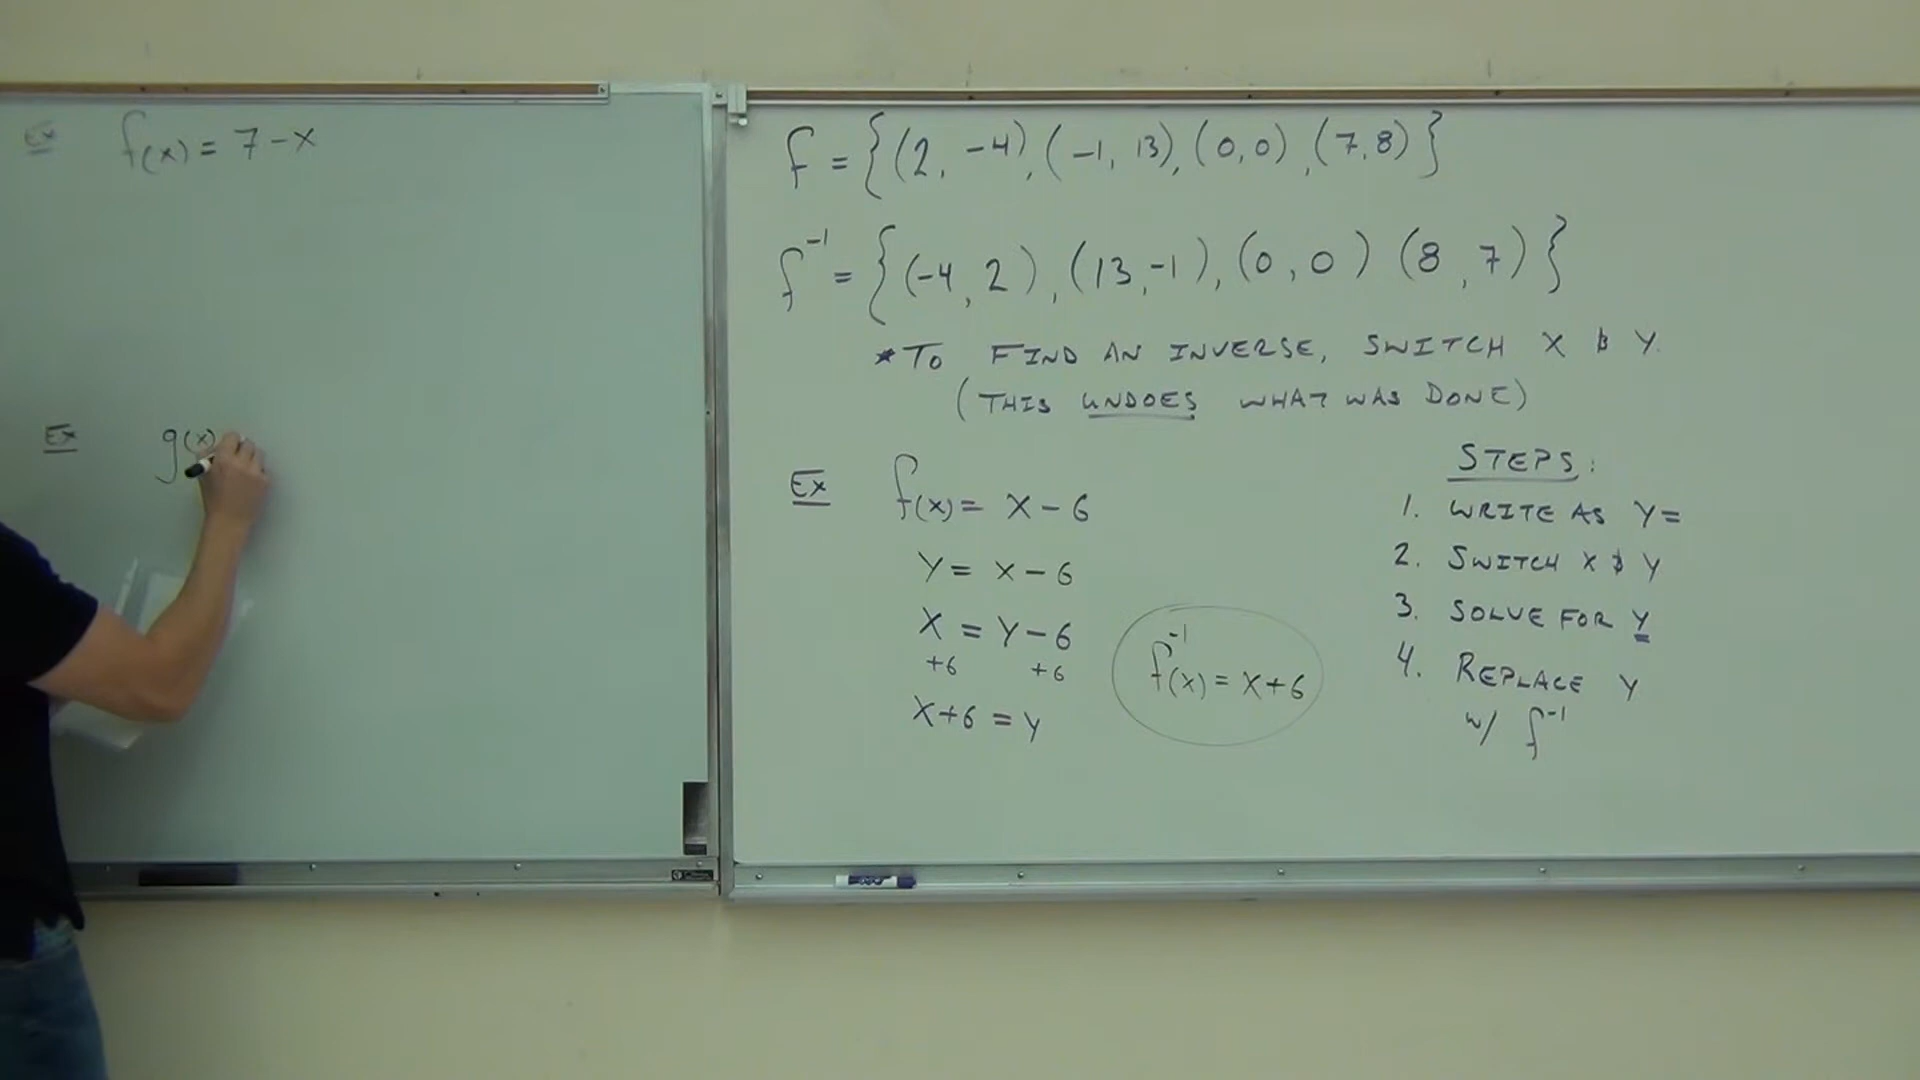 Ex f(x) = 7 - x
Ex g(x)
f = {(2, -4), (-1, 13), (0,0), (7,8)}
f⁻¹ = {(-4, 2), (13, -1), (0, 0) (8, 7)}
* TO FIND AN INVERSE, SWITCH X & Y.
(THIS UNDOES WHAT WAS DONE)
Ex f(x) = X - 6
Y = X - 6
X = Y - 6
+6 +6
X+6 = Y
f⁻¹(x) = X+6
STEPS:
1. WRITE AS Y=
2. SWITCH X & Y
3. SOLVE FOR Y
4. REPLACE Y
W/ f⁻¹